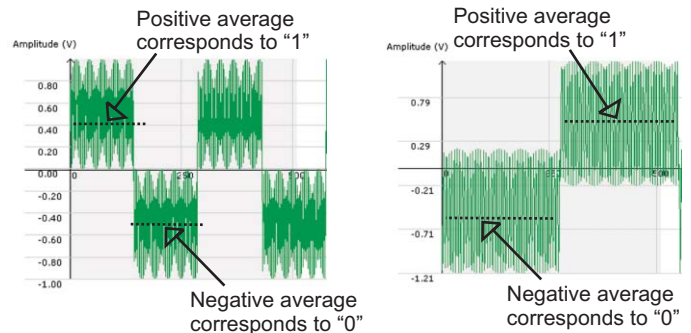 Positive average
corresponds to “1”
Amplitude (V)
0.80
0.60
0.40
0.20
0.00
0
250
-0.20
-0.40
-0.60
-0.80
-1.00
Negative average
corresponds to “0”
Positive average
corresponds to “1”
Amplitude (V)
0.79
0.29
-0.21
0
-0.71
-1.21
Negative average
corresponds to “0”